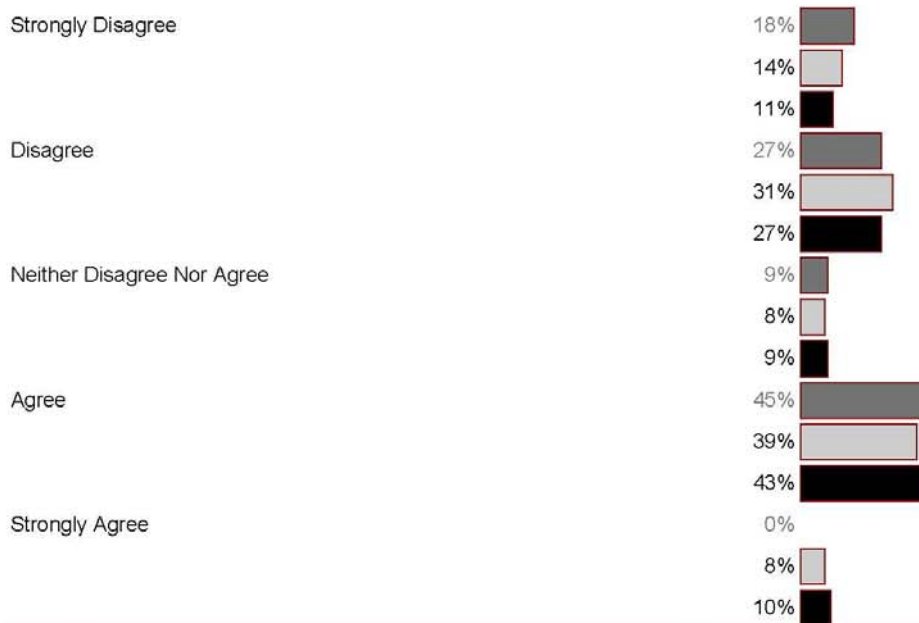 Strongly Disagree 18%
14%
11%
Disagree 27%
31%
27%
Neither Disagree Nor Agree 9%
8%
9%
Agree 45%
39%
43%
Strongly Agree 0%
8%
10%